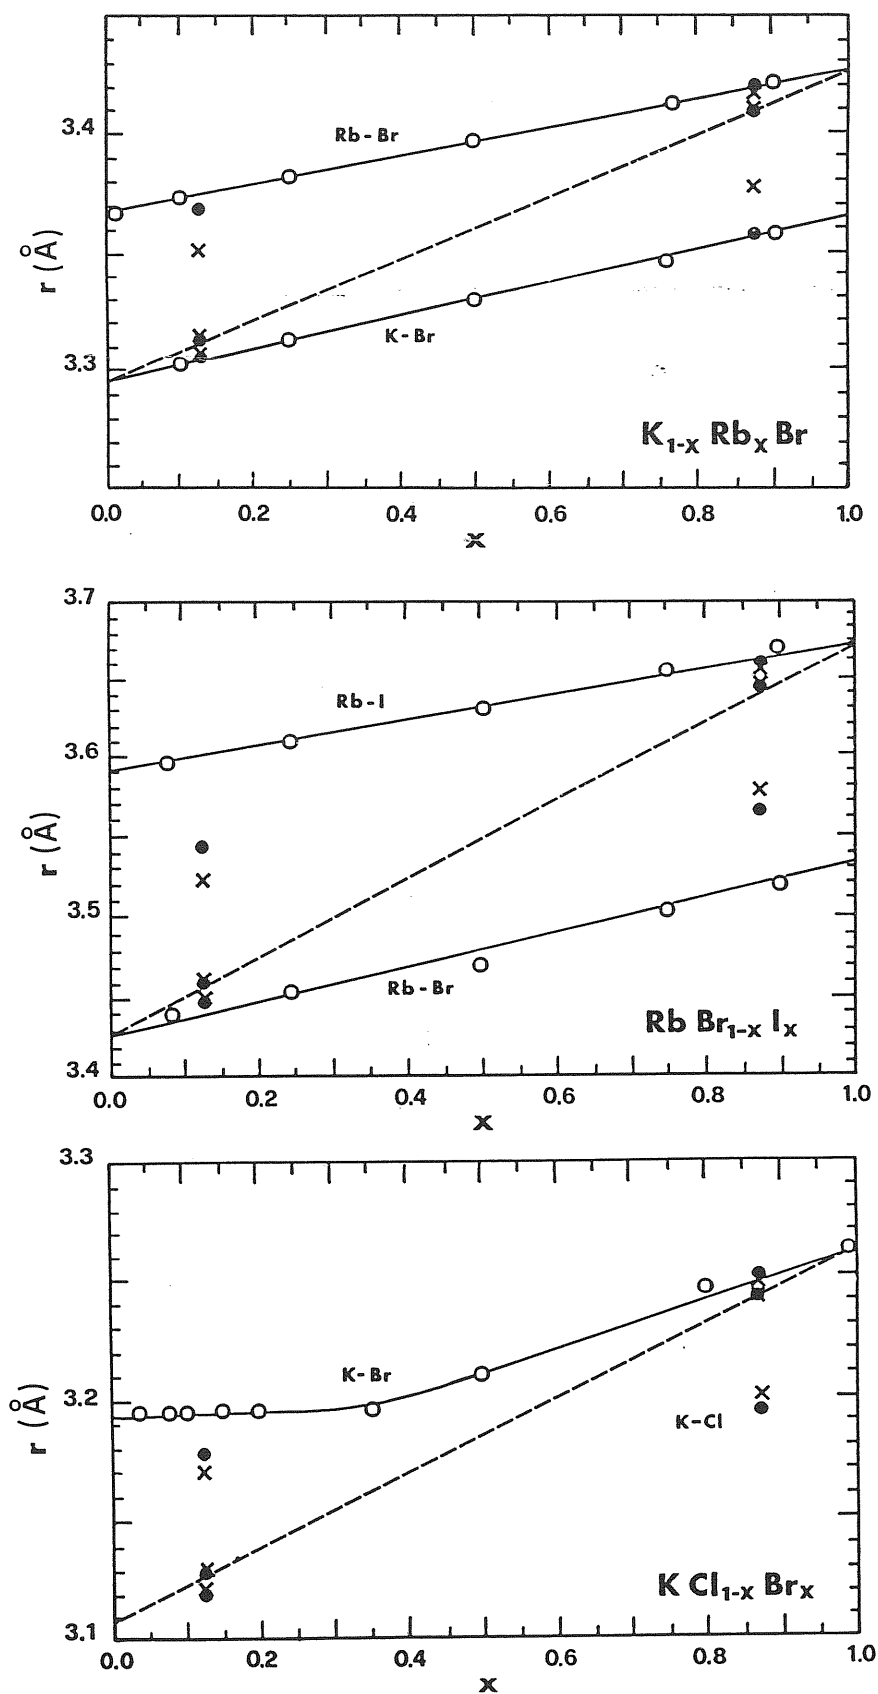 3.4
Rb-Br
r (Å)
K-Br
3.3
K1-x Rbx Br
0.0 0.2 0.4 0.6 0.8 1.0
x
3.7
Rb-I
3.6
r (Å)
3.5
Rb-Br
Rb Br1-x Ix
3.4
0.0 0.2 0.4 0.6 0.8 1.0
x
3.3
K-Br
3.2
r (Å)
K-Cl
K Cl1-x Brx
3.1
0.0 0.2 0.4 0.6 0.8 1.0
x